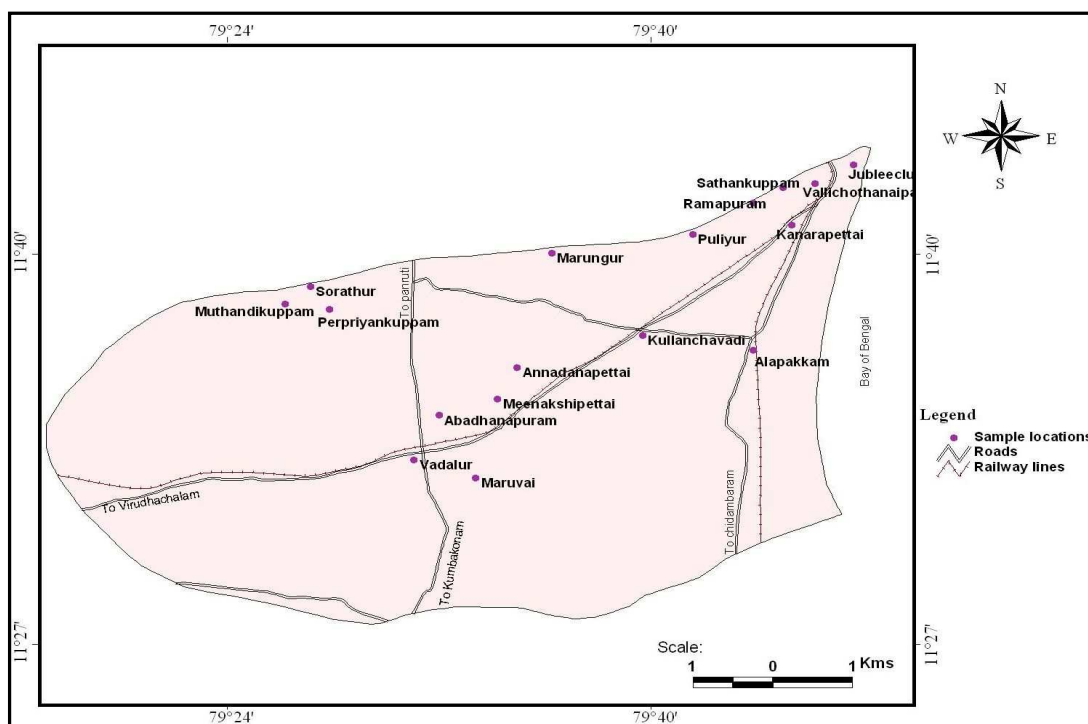 79°24'
79°40'
N
W
E
S
Jubleeclu
Sathankuppam
Vallichothanaipa
Ramapuram
Kanarapettai
Puliyur
11°40'
Marungur
11°40'
Sorathur
To panruti
Muthandikuppam
Perpriyankuppam
Kullanchavadi
Alapakkam
Bay of Bengal
Annadanapettai
Meenakshipettai
Abadhanapuram
Legend
Sample locations
Roads
Railway lines
Vadalur
Maruvai
To Virudhachalam
To chidambaram
To Kumbakonam
11°27'
11°27'
Scale:
1 0 1 Kms
79°24'
79°40'